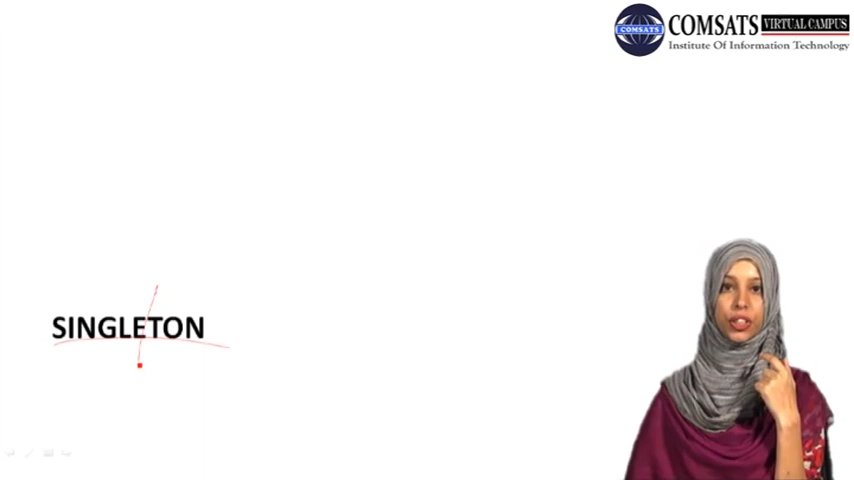 COMSATS
COMSATS VIRTUAL CAMPUS
Institute Of Information Technology
SINGLETON